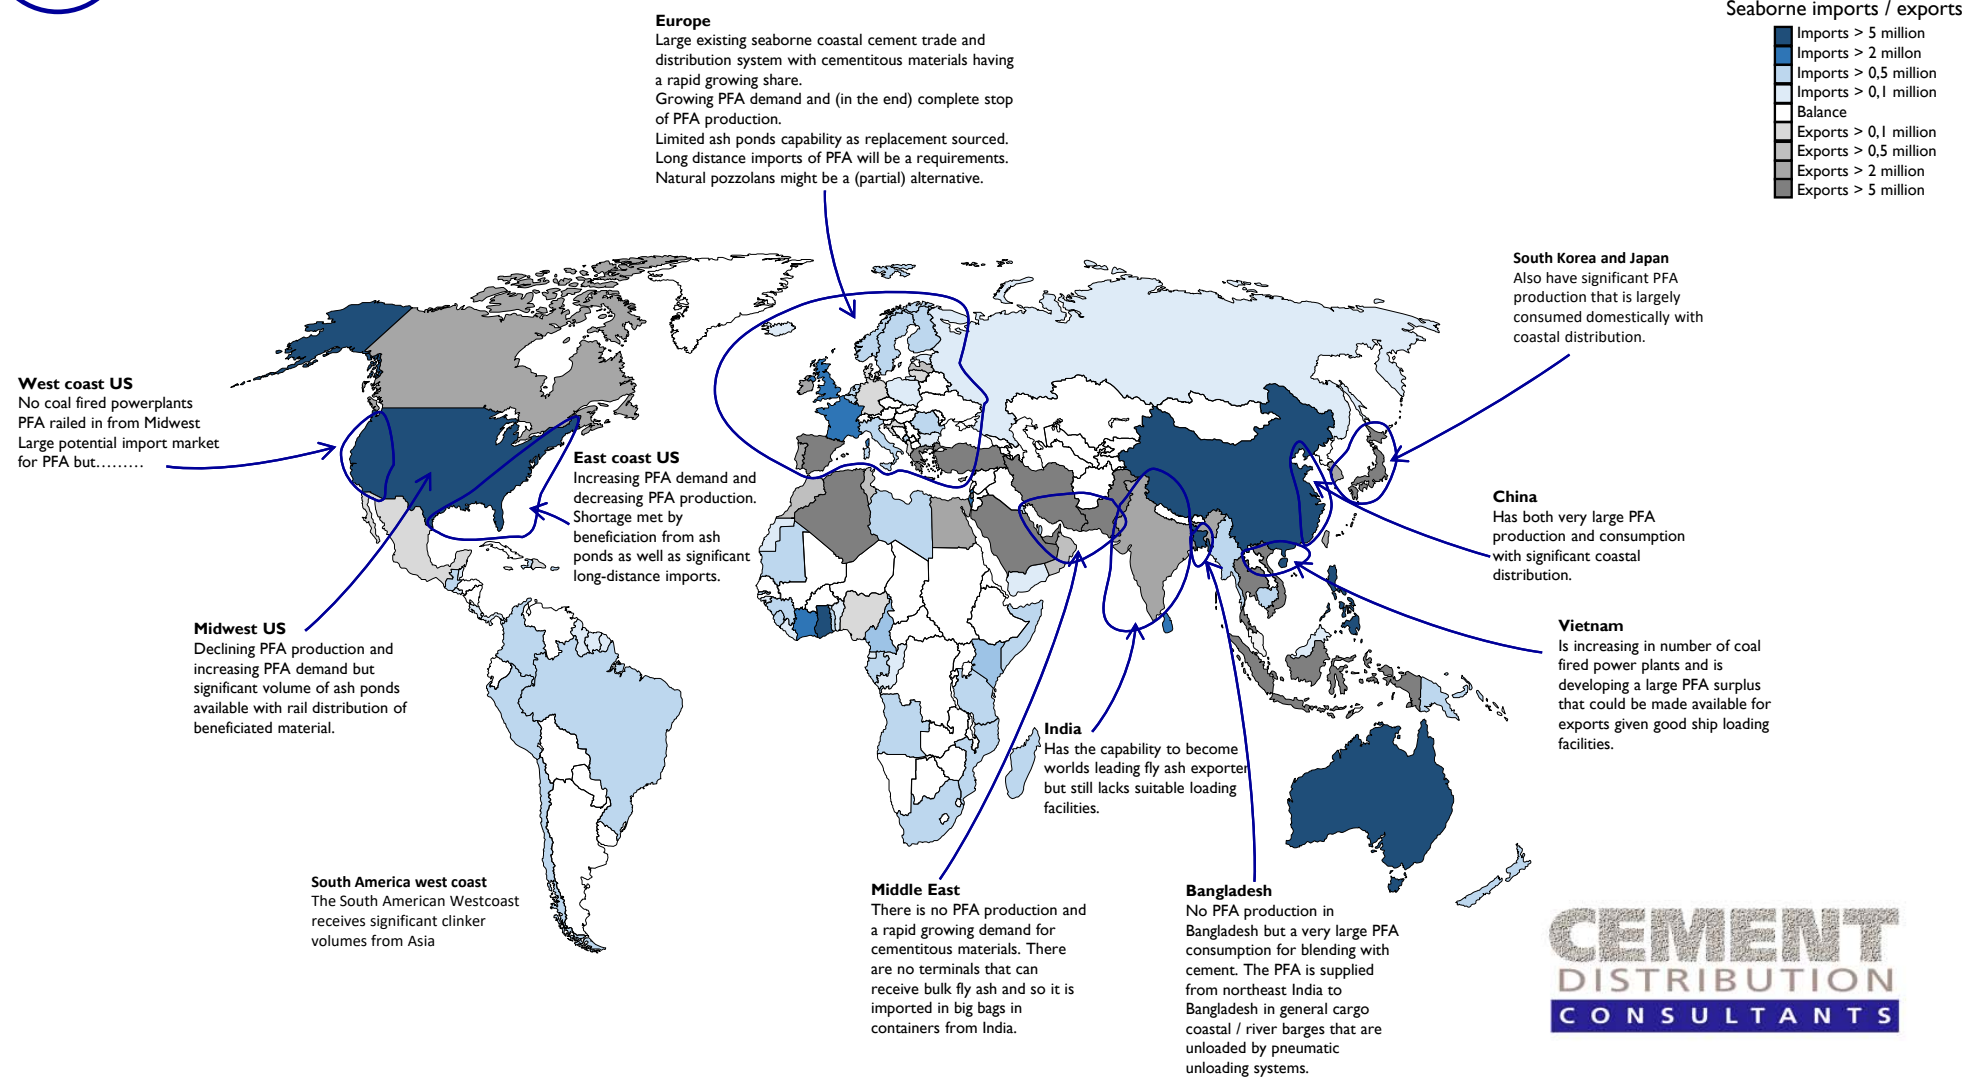 Europe
Large existing seaborne coastal cement trade and
distribution system with cementitous materials having
a rapid growing share.
Growing PFA demand and (in the end) complete stop
of PFA production.
Limited ash ponds capability as replacement sourced.
Long distance imports of PFA will be a requirements.
Natural pozzolans might be a (partial) alternative.
Seaborne imports / exports
Imports > 5 million
Imports > 2 millon
Imports > 0,5 million
Imports > 0,1 million
Balance
Exports > 0,1 million
Exports > 0,5 million
Exports > 2 million
Exports > 5 million
South Korea and Japan
Also have significant PFA
production that is largely
consumed domestically with
coastal distribution.
West coast US
No coal fired powerplants
PFA railed in from Midwest
Large potential import market
for PFA but………
East coast US
Increasing PFA demand and
decreasing PFA production.
Shortage met by
beneficiation from ash
ponds as well as significant
long-distance imports.
China
Has both very large PFA
production and consumption
with significant coastal
distribution.
Midwest US
Declining PFA production and
increasing PFA demand but
significant volume of ash ponds
available with rail distribution of
beneficiated material.
Vietnam
Is increasing in number of coal
fired power plants and is
developing a large PFA surplus
that could be made available for
exports given good ship loading
facilities.
India
Has the capability to become
worlds leading fly ash exporter
but still lacks suitable loading
facilities.
South America west coast
The South American Westcoast
receives significant clinker
volumes from Asia
Middle East
There is no PFA production and
a rapid growing demand for
cementitous materials. There
are no terminals that can
receive bulk fly ash and so it is
imported in big bags in
containers from India.
Bangladesh
No PFA production in
Bangladesh but a very large PFA
consumption for blending with
cement. The PFA is supplied
from northeast India to
Bangladesh in general cargo
coastal / river barges that are
unloaded by pneumatic
unloading systems.
CEMENT
DISTRIBUTION
CONSULTANTS